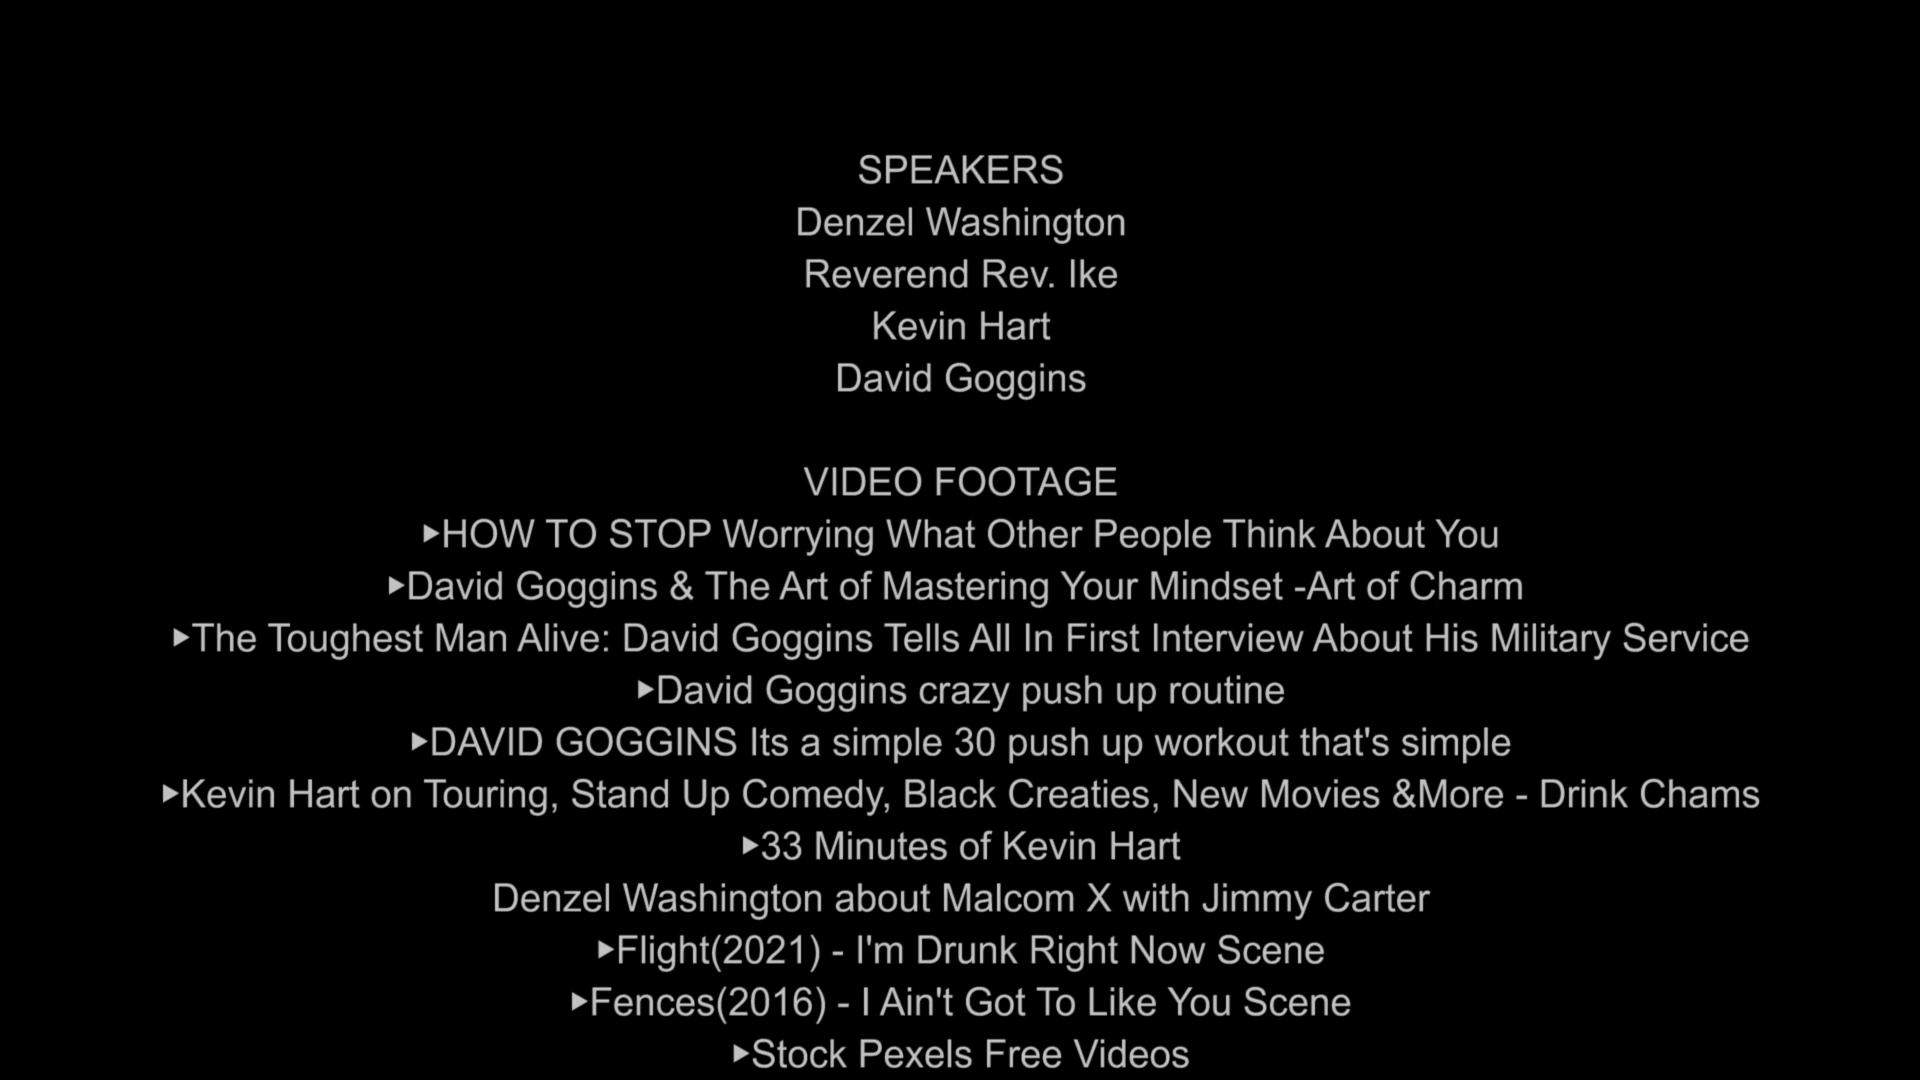 SPEAKERS
Denzel Washington
Reverend Rev. Ike
Kevin Hart
David Goggins
VIDEO FOOTAGE
▶HOW TO STOP Worrying What Other People Think About You
▶David Goggins & The Art of Mastering Your Mindset -Art of Charm
▶The Toughest Man Alive: David Goggins Tells All In First Interview About His Military Service
▶David Goggins crazy push up routine
▶DAVID GOGGINS Its a simple 30 push up workout that's simple
▶Kevin Hart on Touring, Stand Up Comedy, Black Creaties, New Movies &More - Drink Chams
▶33 Minutes of Kevin Hart
Denzel Washington about Malcom X with Jimmy Carter
▶Flight(2021) - I'm Drunk Right Now Scene
▶Fences(2016) - I Ain't Got To Like You Scene
▶Stock Pexels Free Videos